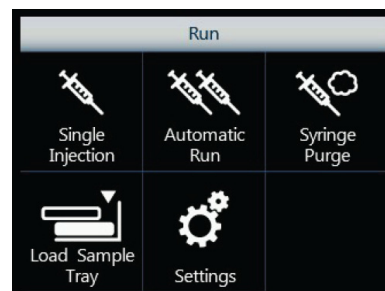 Run
Single
Injection
Automatic
Run
Syringe
Purge
Load Sample
Tray
Settings